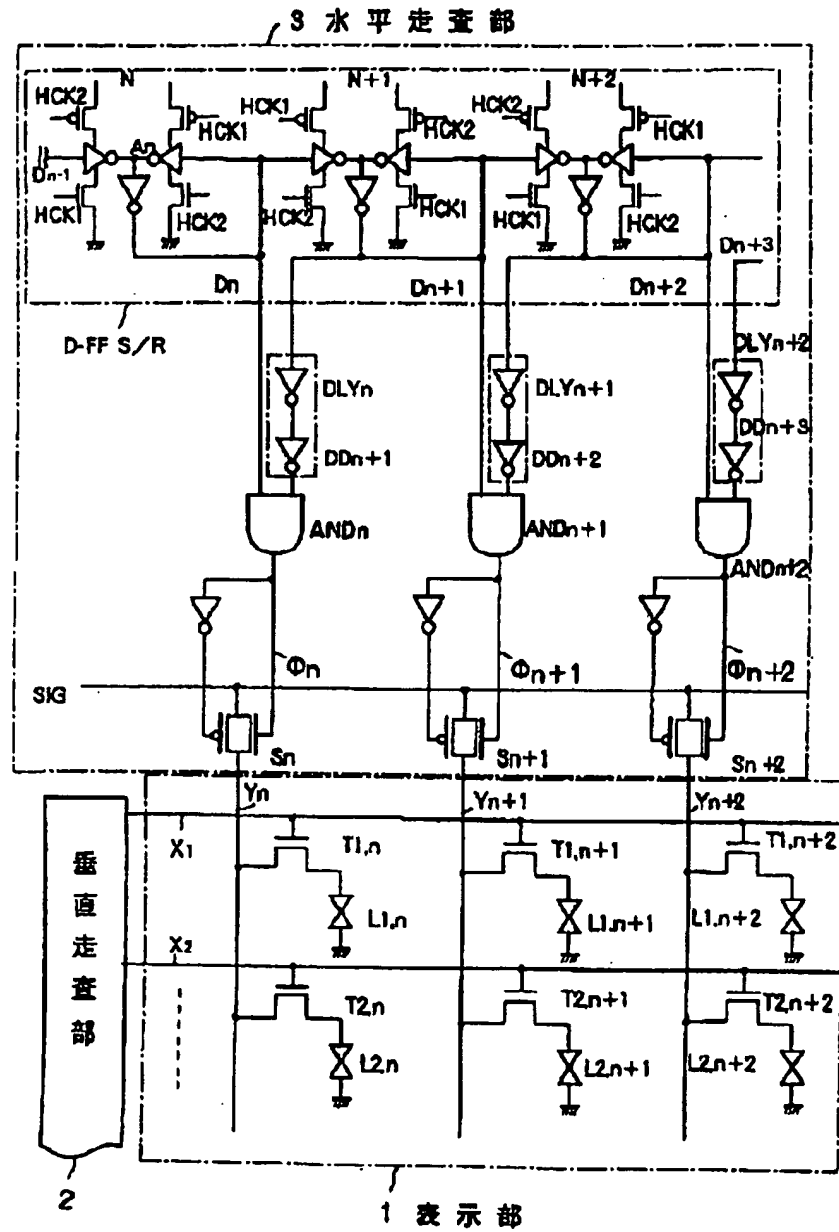 3 水平走査部
N N+1 N+2
HCK2 HCK1 HCK1 HCK2 HCK2 HCK1
An
Dn-1
HCK1 HCK2 HCK2 HCK1 HCK1 HCK2
Dn Dn+1 Dn+2 Dn+3
D-FF S/R
DLYn DLYn+1 DLYn+2
DDn+1 DDn+2 DDn+3
ANDn ANDn+1 ANDn+2
Φn Φn+1 Φn+2
SIG
Sn Sn+1 Sn+2
Yn Yn+1 Yn+2
X1 T1,n T1,n+1 T1,n+2
L1,n L1,n+1 L1,n+2
X2
T2,n T2,n+1 T2,n+2
L2,n L2,n+1 L2,n+2
垂直走査部
2
1 表示部